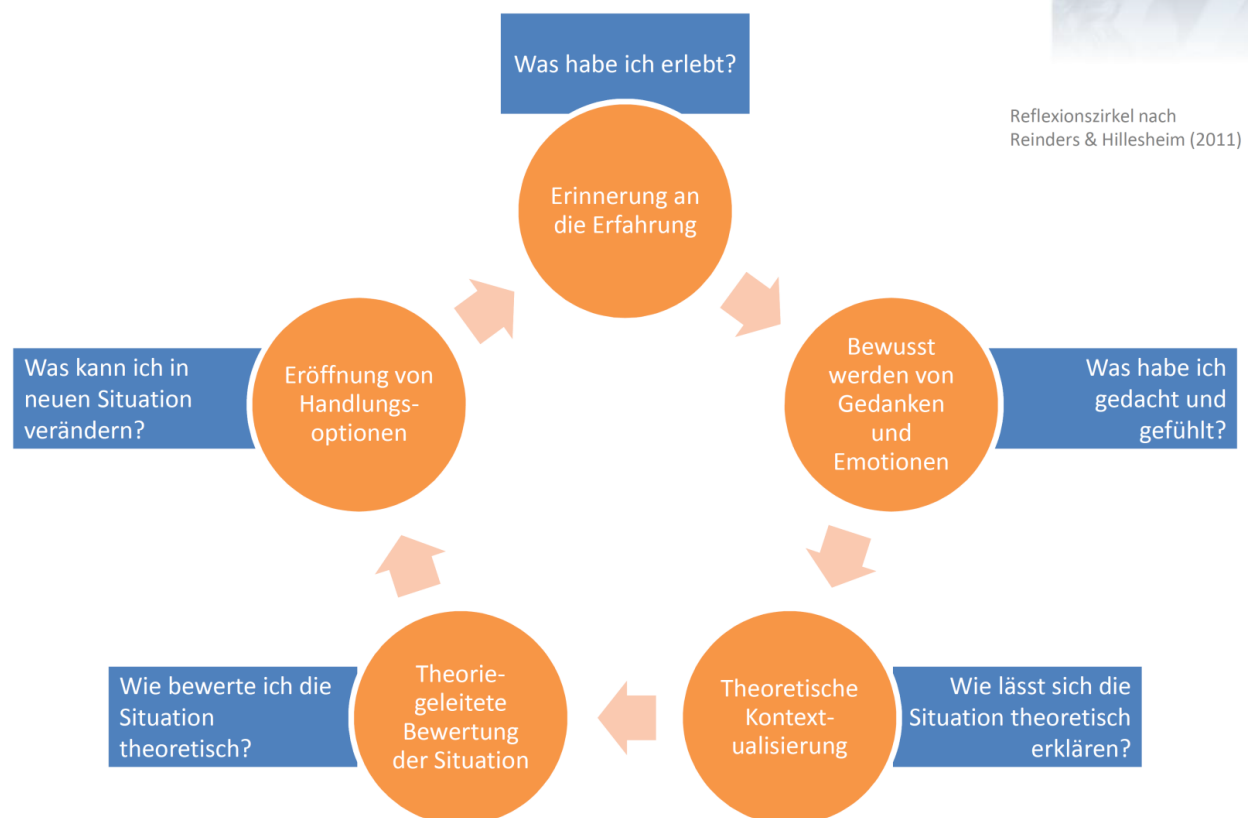 Was habe ich erlebt?
Reflexionszirkel nach
Reinders & Hillesheim (2011)
Erinnerung an
die Erfahrung
Bewusst
werden von
Gedanken
und
Emotionen
Was habe ich
gedacht und
gefühlt?
Theoretische
Kontext-
ualisierung
Wie lässt sich die
Situation theoretisch
erklären?
Theorie-
geleitete
Bewertung
der Situation
Wie bewerte ich die
Situation
theoretisch?
Eröffnung von
Handlungs-
optionen
Was kann ich in
neuen Situation
verändern?